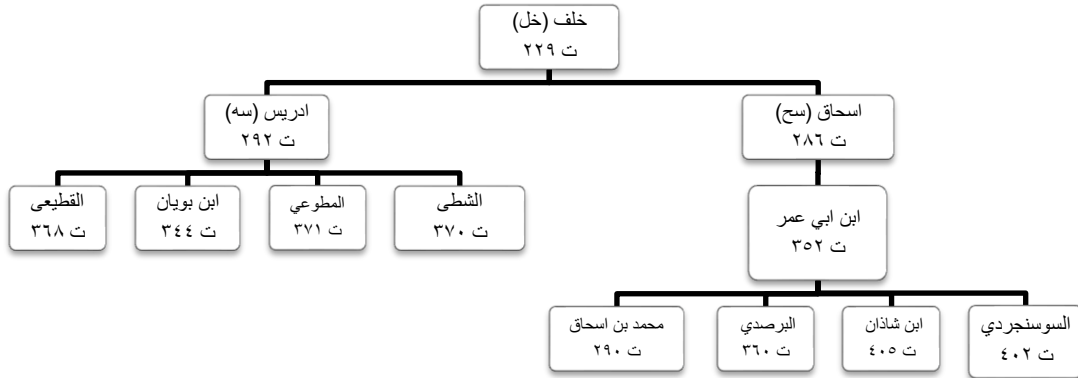 خلف (خل)
ت ٢٢٩
اسحاق (سح)
ت ٢٨٦
ادريس (سه)
ت ٢٩٢
الشطى
ت ٣٧٠
المطوعي
ت ٣٧١
ابن بويان
ت ٣٤٤
القطيعى
ت ٣٦٨
ابن ابي عمر
ت ٣٥٢
السوسنجردي
ت ٤٠٢
ابن شاذان
ت ٤٠٥
البرصدي
ت ٣٦٠
محمد بن اسحاق
ت ٢٩٠